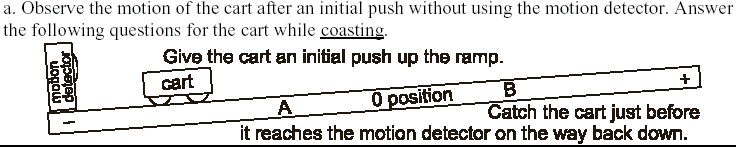 a. Observe the motion of the cart after an initial push without using the motion detector. Answer
the following questions for the cart while coasting.
Give the cart an initial push up the ramp.
motion
detector
cart
+
B
0 position
A
−
Catch the cart just before
it reaches the motion detector on the way back down.